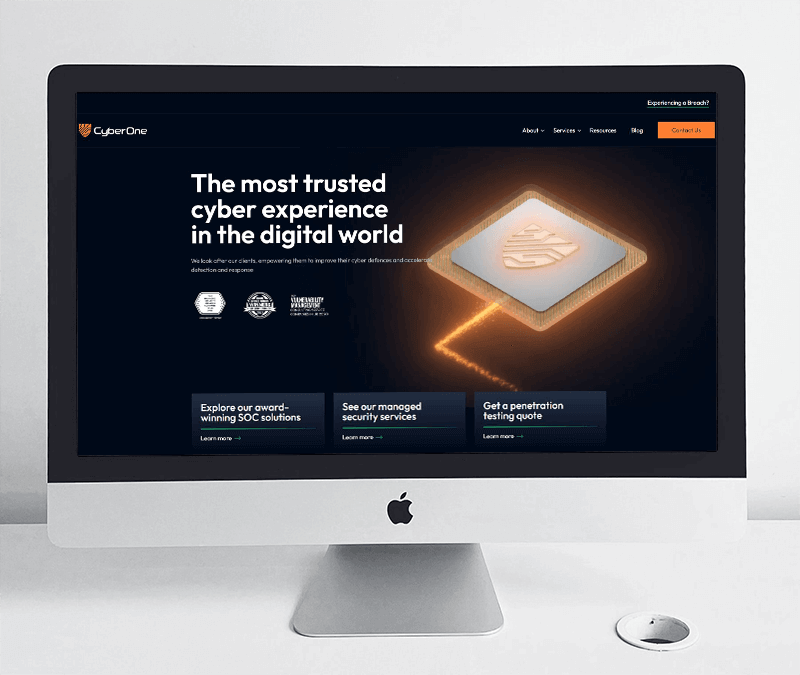 Experiencing a Breach?
CyberOne
About
Services
Resources
Blog
Contact Us
The most trusted
cyber experience
in the digital world
We look after our clients, empowering them to improve their cyber defences and accelerate
detection and response
VULNERABILITY
MANAGEMENT
Explore our award-
winning SOC solutions
Learn more →
See our managed
security services
Learn more →
Get a penetration
testing quote
Learn more →